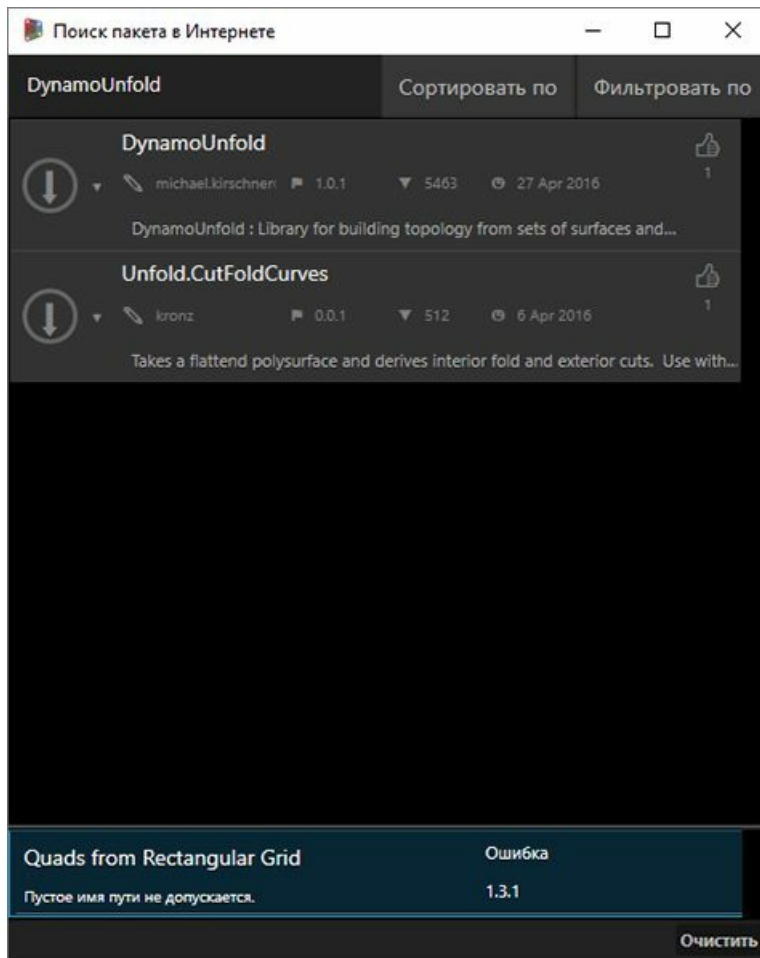 Поиск пакета в Интернете
DynamoUnfold
Сортировать по
Фильтровать по
DynamoUnfold
1
michael.kirschner
1.0.1
5463
27 Apr 2016
DynamoUnfold : Library for building topology from sets of surfaces and...
Unfold.CutFoldCurves
1
kronz
0.0.1
512
6 Apr 2016
Takes a flattend polysurface and derives interior fold and exterior cuts. Use with...
Quads from Rectangular Grid
Ошибка
Пустое имя пути не допускается.
1.3.1
Очистить